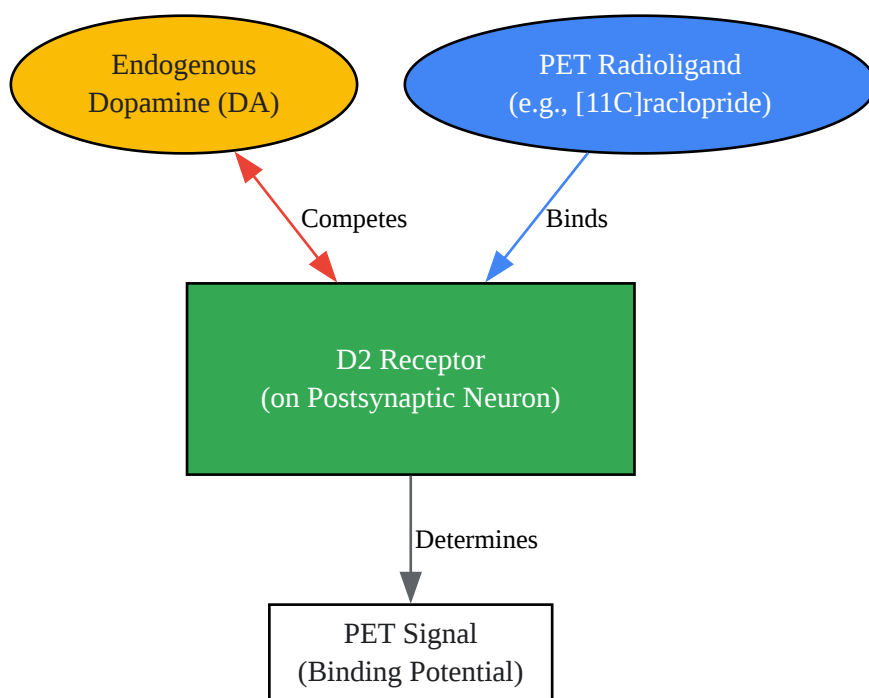 Endogenous
Dopamine (DA)
PET Radioligand
(e.g., [11C]raclopride)
Competes
Binds
D2 Receptor
(on Postsynaptic Neuron)
Determines
PET Signal
(Binding Potential)